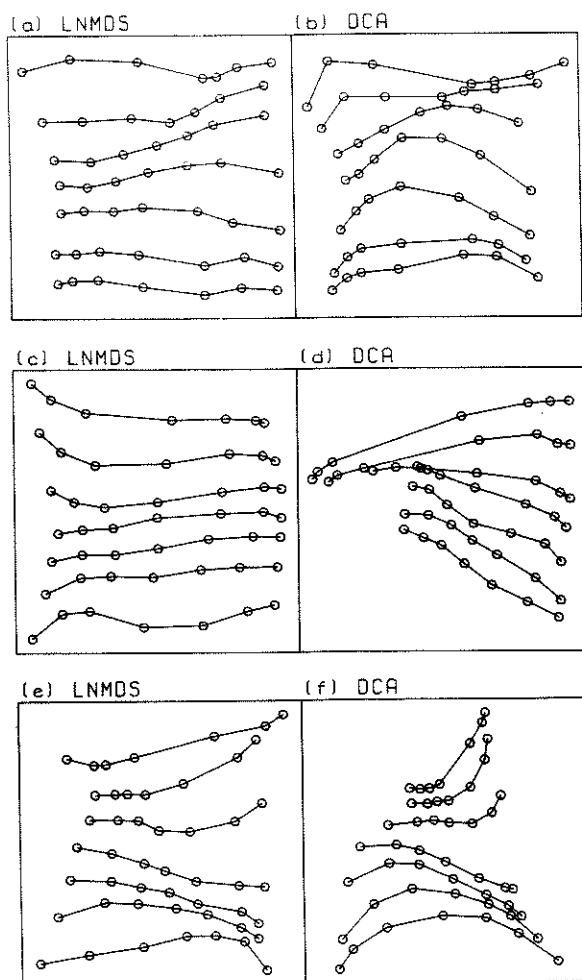 (a) LNMDS
(b) DCA
(c) LNMDS
(d) DCA
(e) LNMDS
(f) DCA